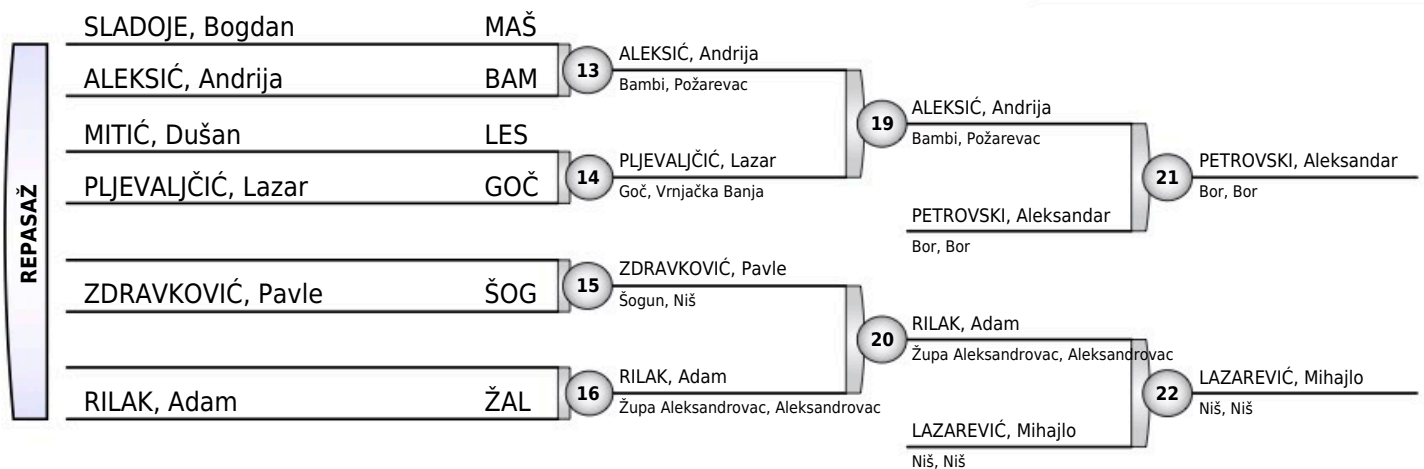 REPASAŽ
SLADOJE, Bogdan MAŠ
ALEKSIĆ, Andrija BAM
MITIĆ, Dušan LES
PLJEVALJČIĆ, Lazar GOČ
ZDRAVKOVIĆ, Pavle ŠOG
RILAK, Adam ŽAL
13
ALEKSIĆ, Andrija
Bambi, Požarevac
14
PLJEVALJČIĆ, Lazar
Goč, Vrnjačka Banja
15
ZDRAVKOVIĆ, Pavle
Šogun, Niš
16
RILAK, Adam
Župa Aleksandrovac, Aleksandrovac
19
ALEKSIĆ, Andrija
Bambi, Požarevac
PETROVSKI, Aleksandar
Bor, Bor
20
RILAK, Adam
Župa Aleksandrovac, Aleksandrovac
LAZAREVIĆ, Mihajlo
Niš, Niš
21
PETROVSKI, Aleksandar
Bor, Bor
22
LAZAREVIĆ, Mihajlo
Niš, Niš